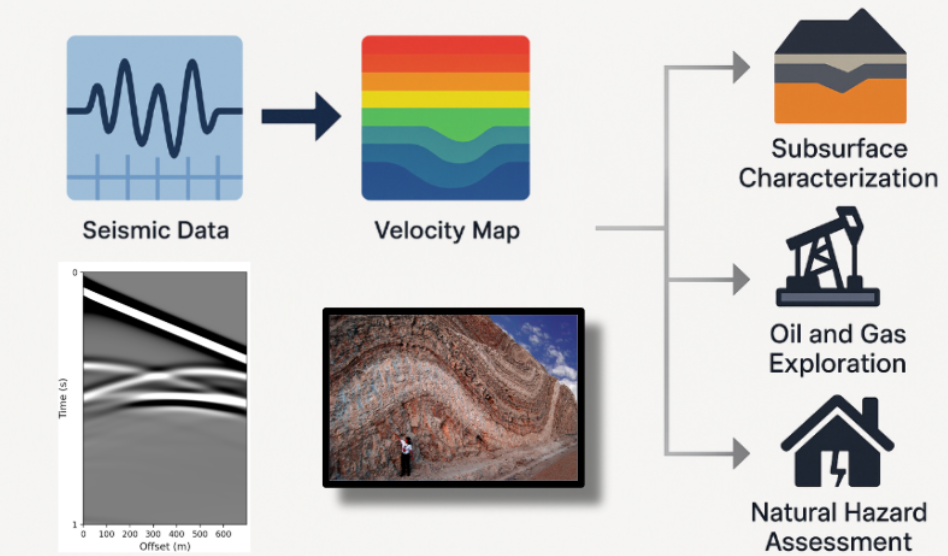 Seismic Data
Velocity Map
Subsurface
Characterization
Oil and Gas
Exploration
Natural Hazard
Assessment
0
Time (s)
1
0 100 200 300 400 500 600
Offset (m)